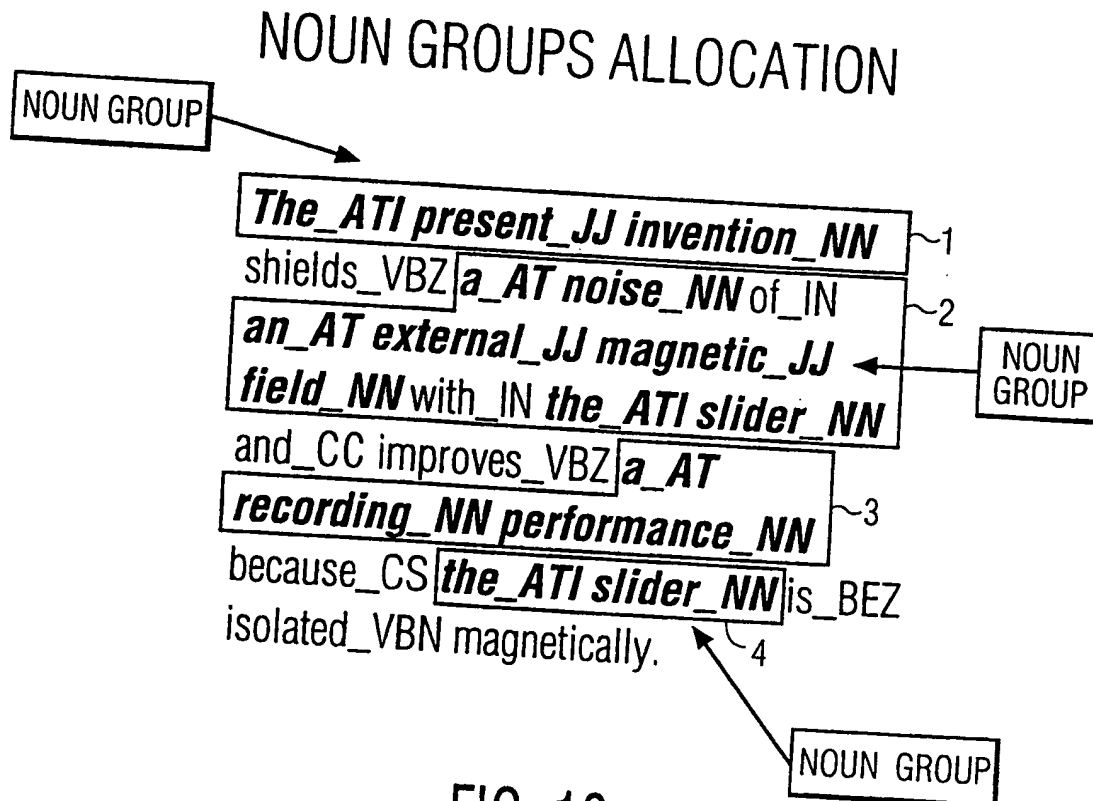 NOUN GROUPS ALLOCATION
NOUN GROUP
The_ATI present_JJ invention_NN ~1
shields_VBZ a_AT noise_NN of_IN ~2
an_AT external_JJ magnetic_JJ
NOUN
GROUP
field_NN with_IN the_ATI slider_NN
and_CC improves_VBZ a_AT
recording_NN performance_NN ~3
because_CS the_ATI slider_NN is_BEZ
isolated_VBN magnetically. 4
NOUN GROUP